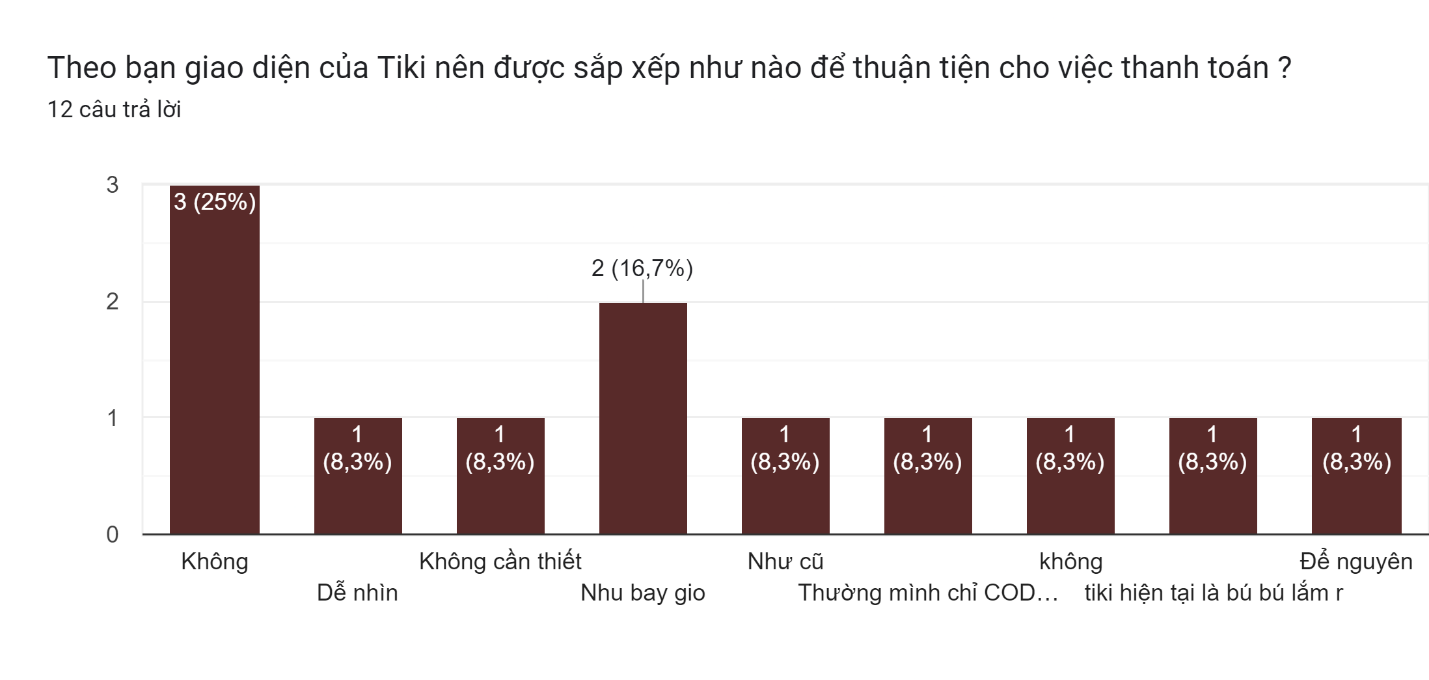 Theo bạn giao diện của Tiki nên được sắp xếp như nào để thuận tiện cho việc thanh toán ?
12 câu trả lời
3
2
1
0
3 (25%)
1
(8,3%)
1
(8,3%)
2 (16,7%)
1
(8,3%)
1
(8,3%)
1
(8,3%)
1
(8,3%)
1
(8,3%)
Không
Dễ nhìn
Không cần thiết
Nhu bay gio
Như cũ
Thường mình chỉ COD…
không
tiki hiện tại là bú bú lắm r
Để nguyên